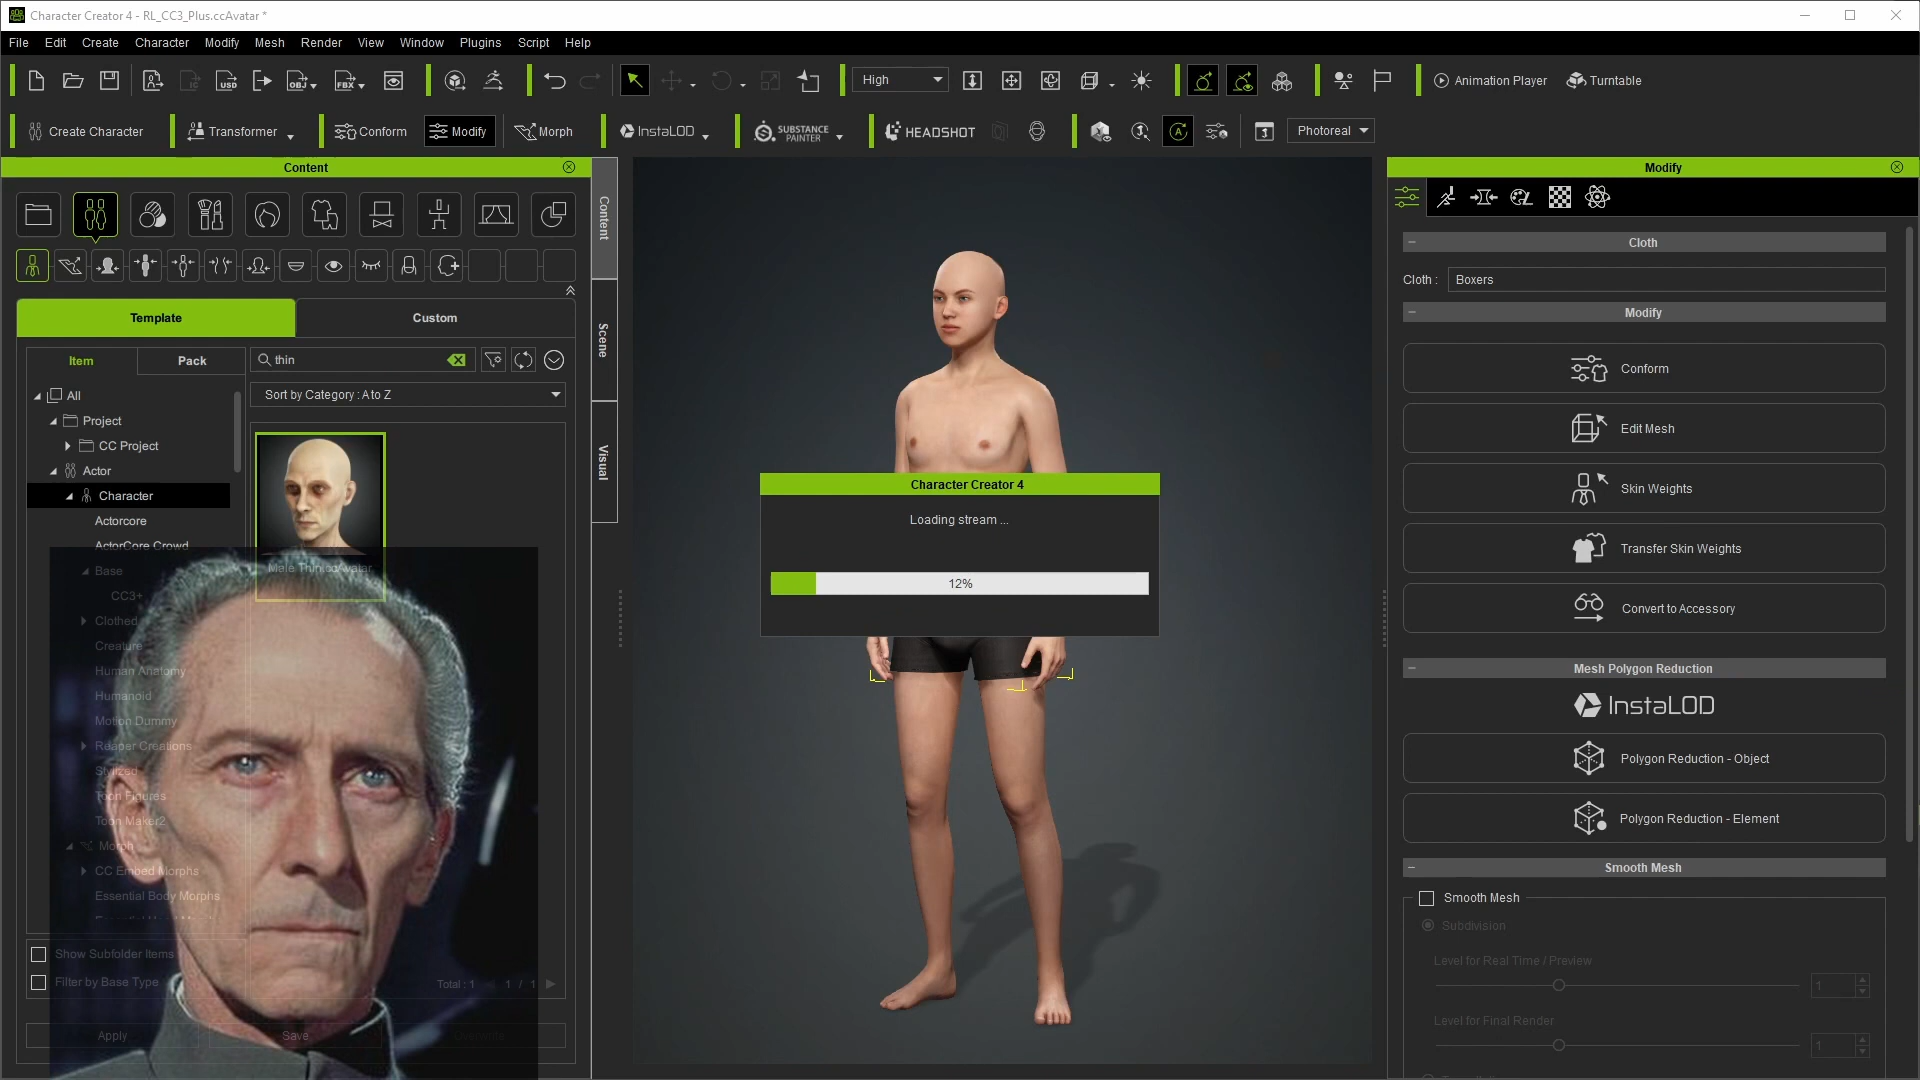 Character Creator 4 - RL_CC3_Plus.ccAvatar *
File Edit Create Character Modify Mesh Render View Window Plugins Script Help
IC USD OBJ FBX High Animation Player Turntable
Create Character Transformer Conform Modify Morph InstaLOD SUBSTANCE PAINTER HEADSHOT A Photoreal
Content
Modify
Content
Scene
Visual
Template Custom
Item Pack
thin
Sort by Category : A to Z
All
Project
CC Project
Actor
Character
Actorcore
ActorCore Crowd
Base
CC3+
Clothed
Creature
Human Anatomy
Humanoid
Motion Dummy
Reaper Creations
Stylized
Toon Figures
Toon Maker2
Morph
CC Embed Morphs
Essential Body Morphs
Male Thin.ccAvatar
Show Subfolder Items
Filter by Base Type
Total : 1 1 / 1
Apply Save
Character Creator 4
Loading stream ...
12%
Cloth
Cloth : Boxers
Modify
Conform
Edit Mesh
Skin Weights
Transfer Skin Weights
Convert to Accessory
Mesh Polygon Reduction
InstaLOD
Polygon Reduction - Object
Polygon Reduction - Element
Smooth Mesh
Smooth Mesh
Subdivision
Level for Real Time / Preview
1
Level for Final Render
1